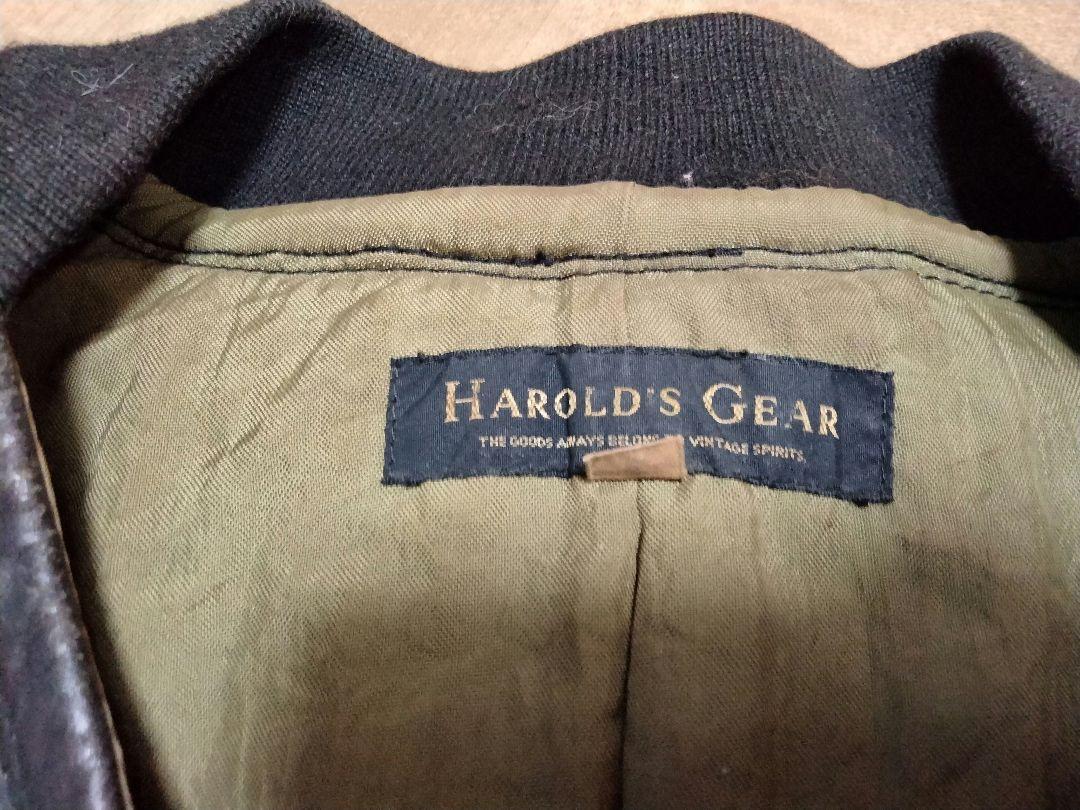 HAROLD'S GEAR
THE GOODS AWAYS BELONG VINTAGE SPIRITS.